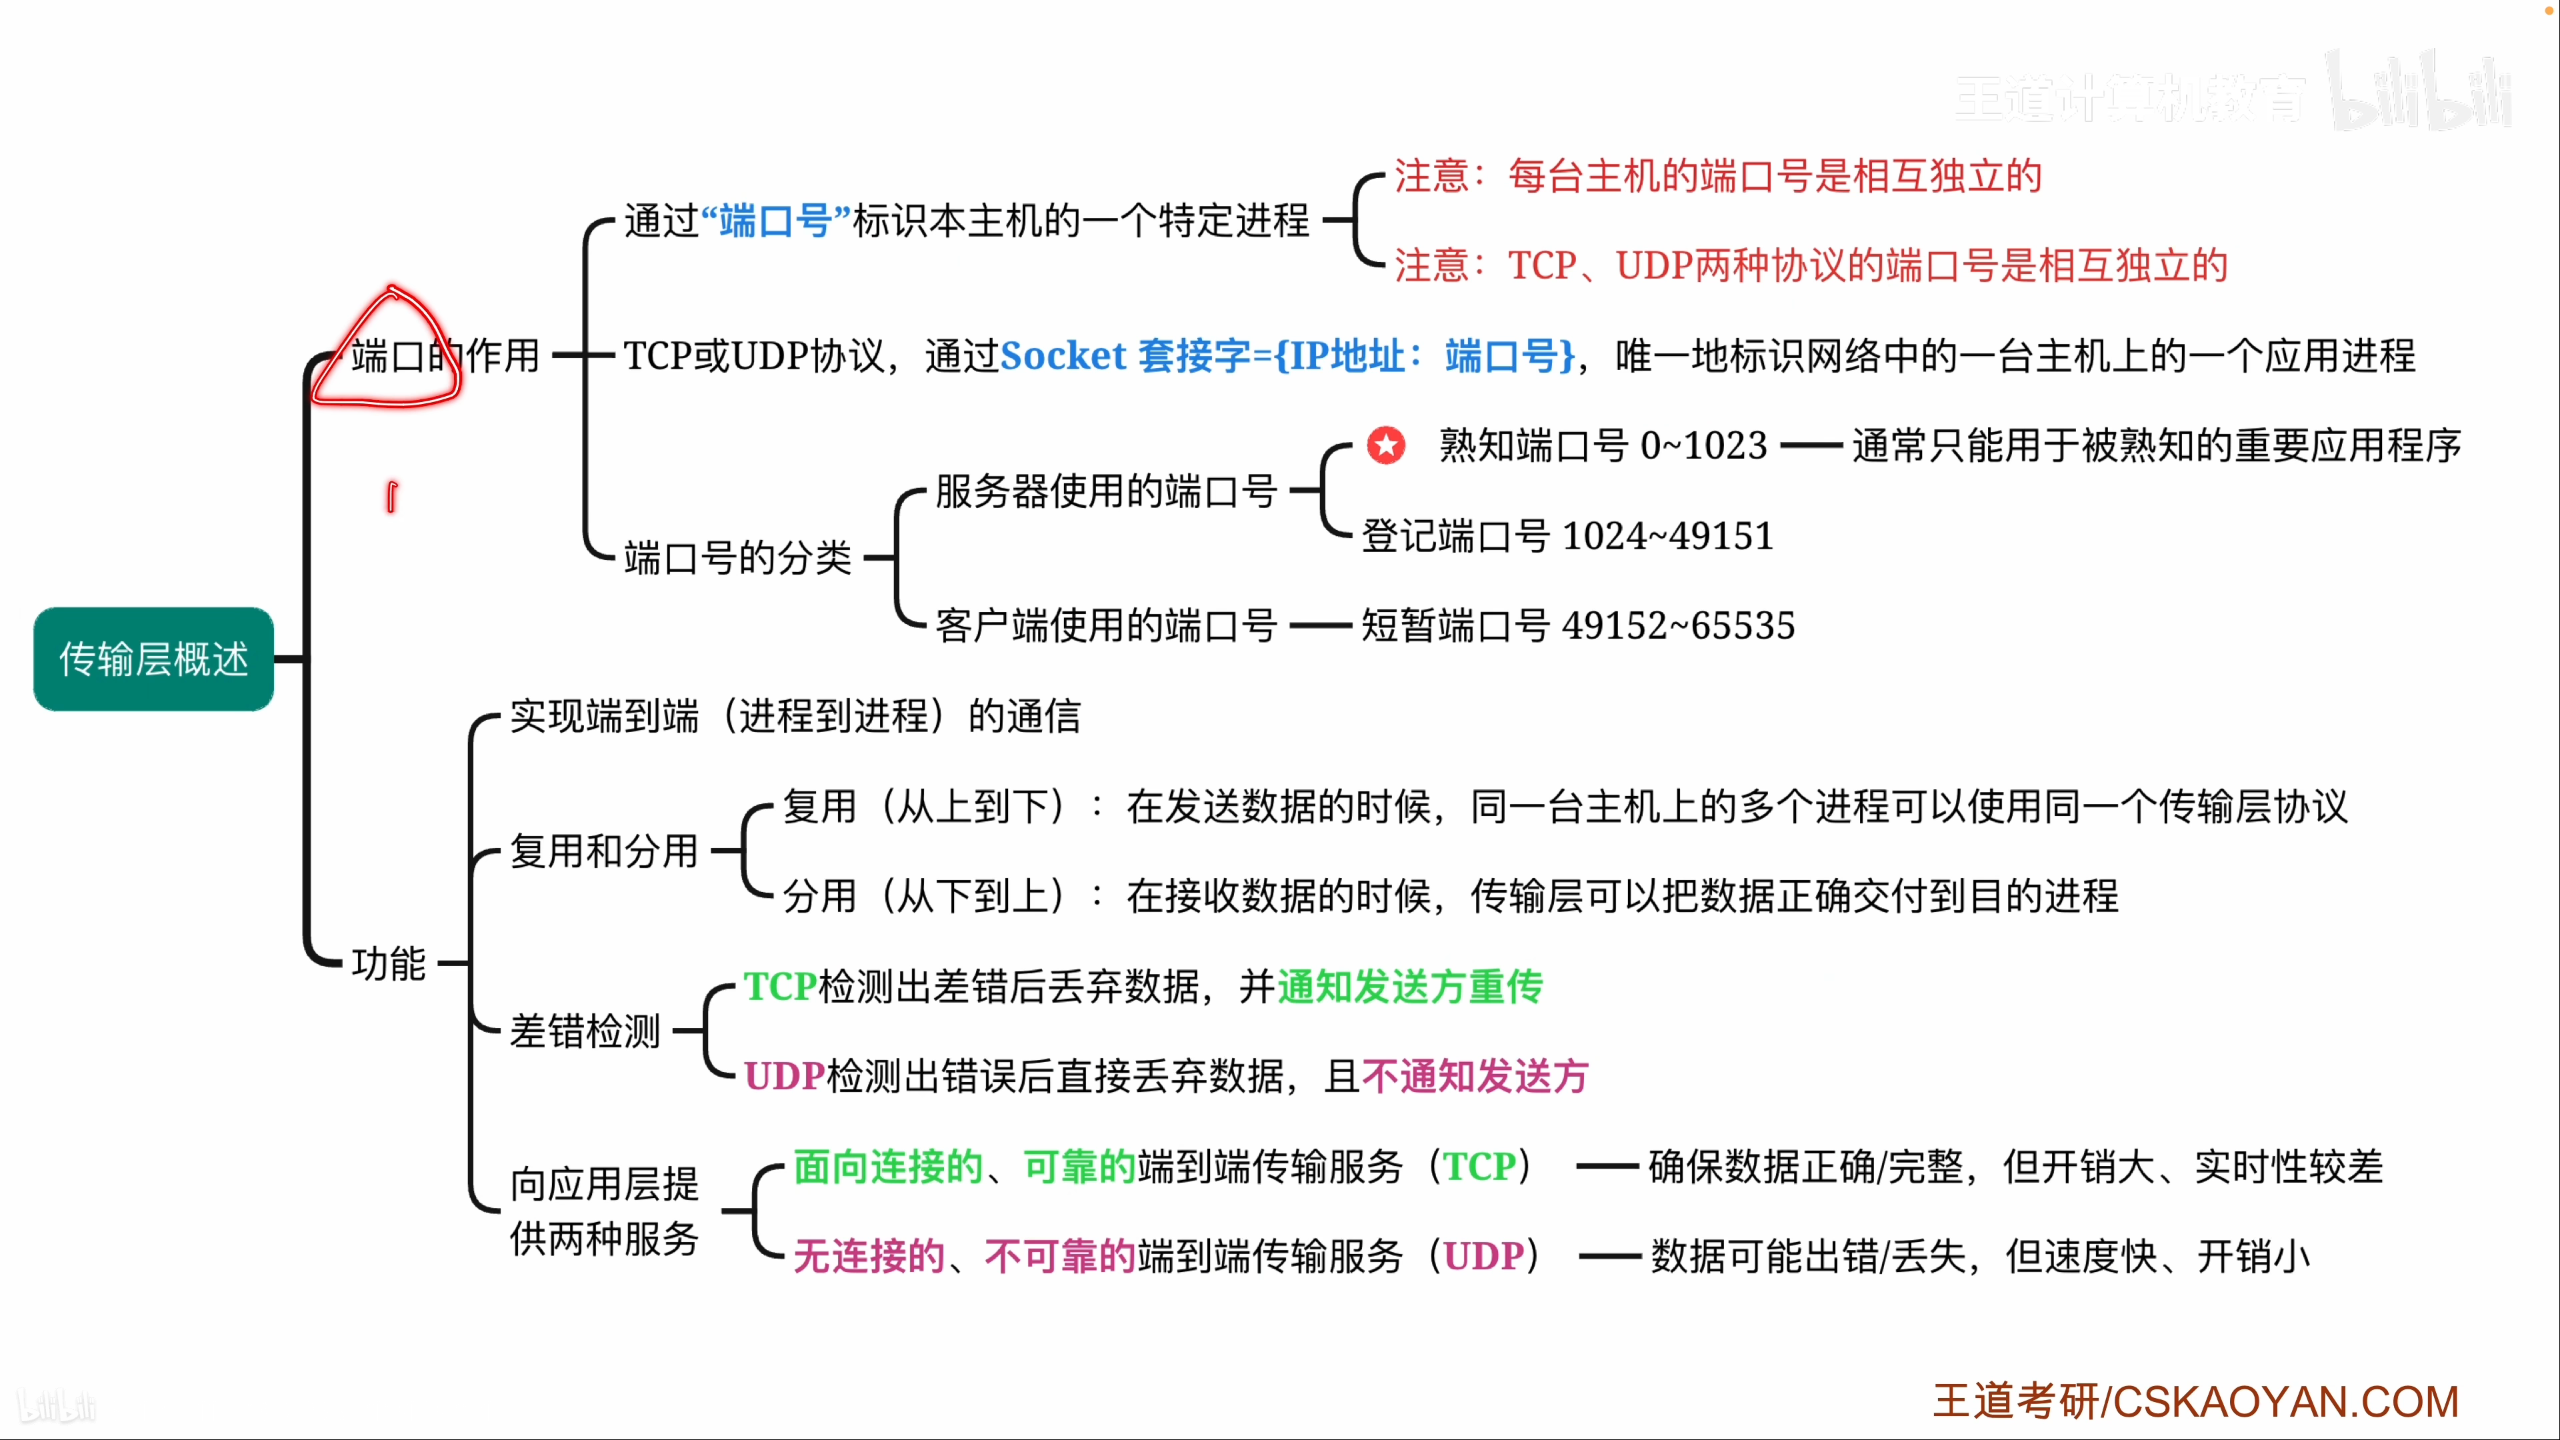 王道计算机教育 bilibili
注意：每台主机的端口号是相互独立的
通过“端口号”标识本主机的一个特定进程
注意：TCP、UDP两种协议的端口号是相互独立的
端口的作用
TCP或UDP协议，通过Socket 套接字={IP地址：端口号}，唯一地标识网络中的一台主机上的一个应用进程
熟知端口号 0~1023
通常只能用于被熟知的重要应用程序
服务器使用的端口号
登记端口号 1024~49151
端口号的分类
客户端使用的端口号
短暂端口号 49152~65535
传输层概述
实现端到端（进程到进程）的通信
复用（从上到下）：在发送数据的时候，同一台主机上的多个进程可以使用同一个传输层协议
复用和分用
分用（从下到上）：在接收数据的时候，传输层可以把数据正确交付到目的进程
功能
TCP检测出差错后丢弃数据，并通知发送方重传
差错检测
UDP检测出错误后直接丢弃数据，且不通知发送方
向应用层提
供两种服务
面向连接的、可靠的端到端传输服务（TCP）
确保数据正确/完整，但开销大、实时性较差
无连接的、不可靠的端到端传输服务（UDP）
数据可能出错/丢失，但速度快、开销小
bilibili
王道考研/CSKAOYAN.COM